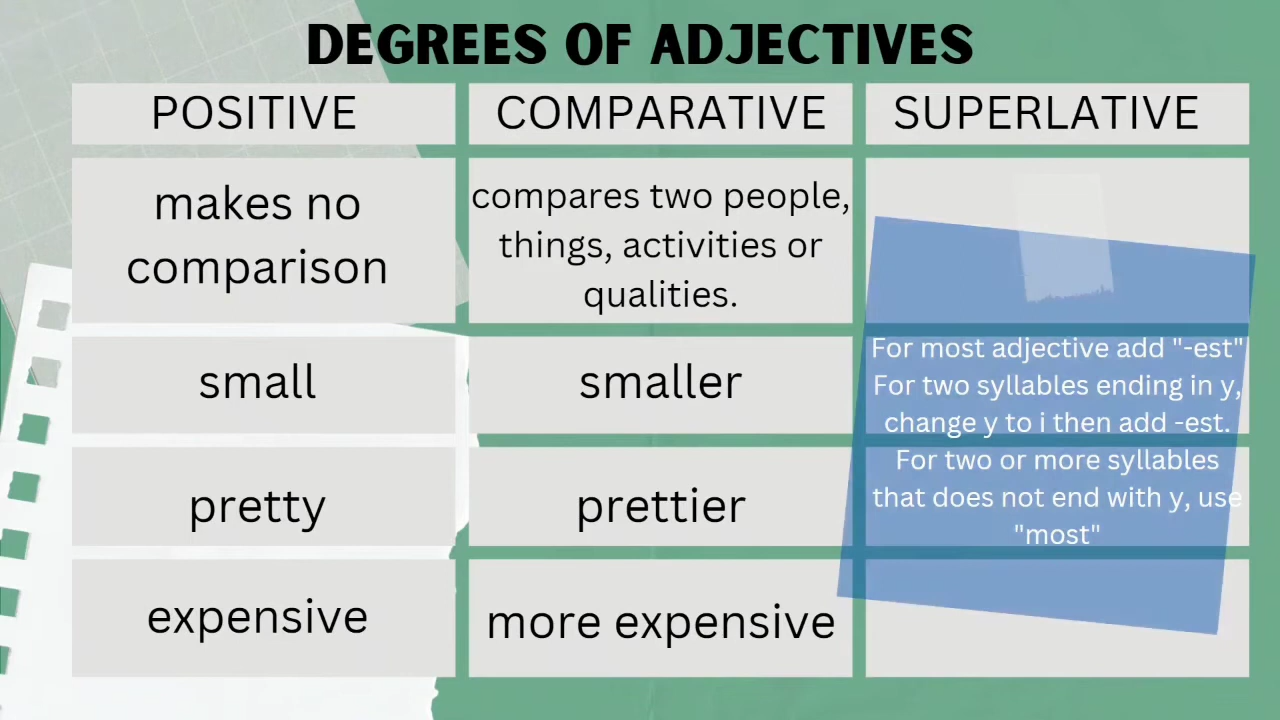 DEGREES OF ADJECTIVES
POSITIVE
COMPARATIVE
SUPERLATIVE
makes no
comparison
compares two people,
things, activities or
qualities.
small
smaller
pretty
prettier
expensive
more expensive
For most adjective add "-est"
For two syllables ending in y,
change y to i then add -est.
For two or more syllables
that does not end with y, use
"most"